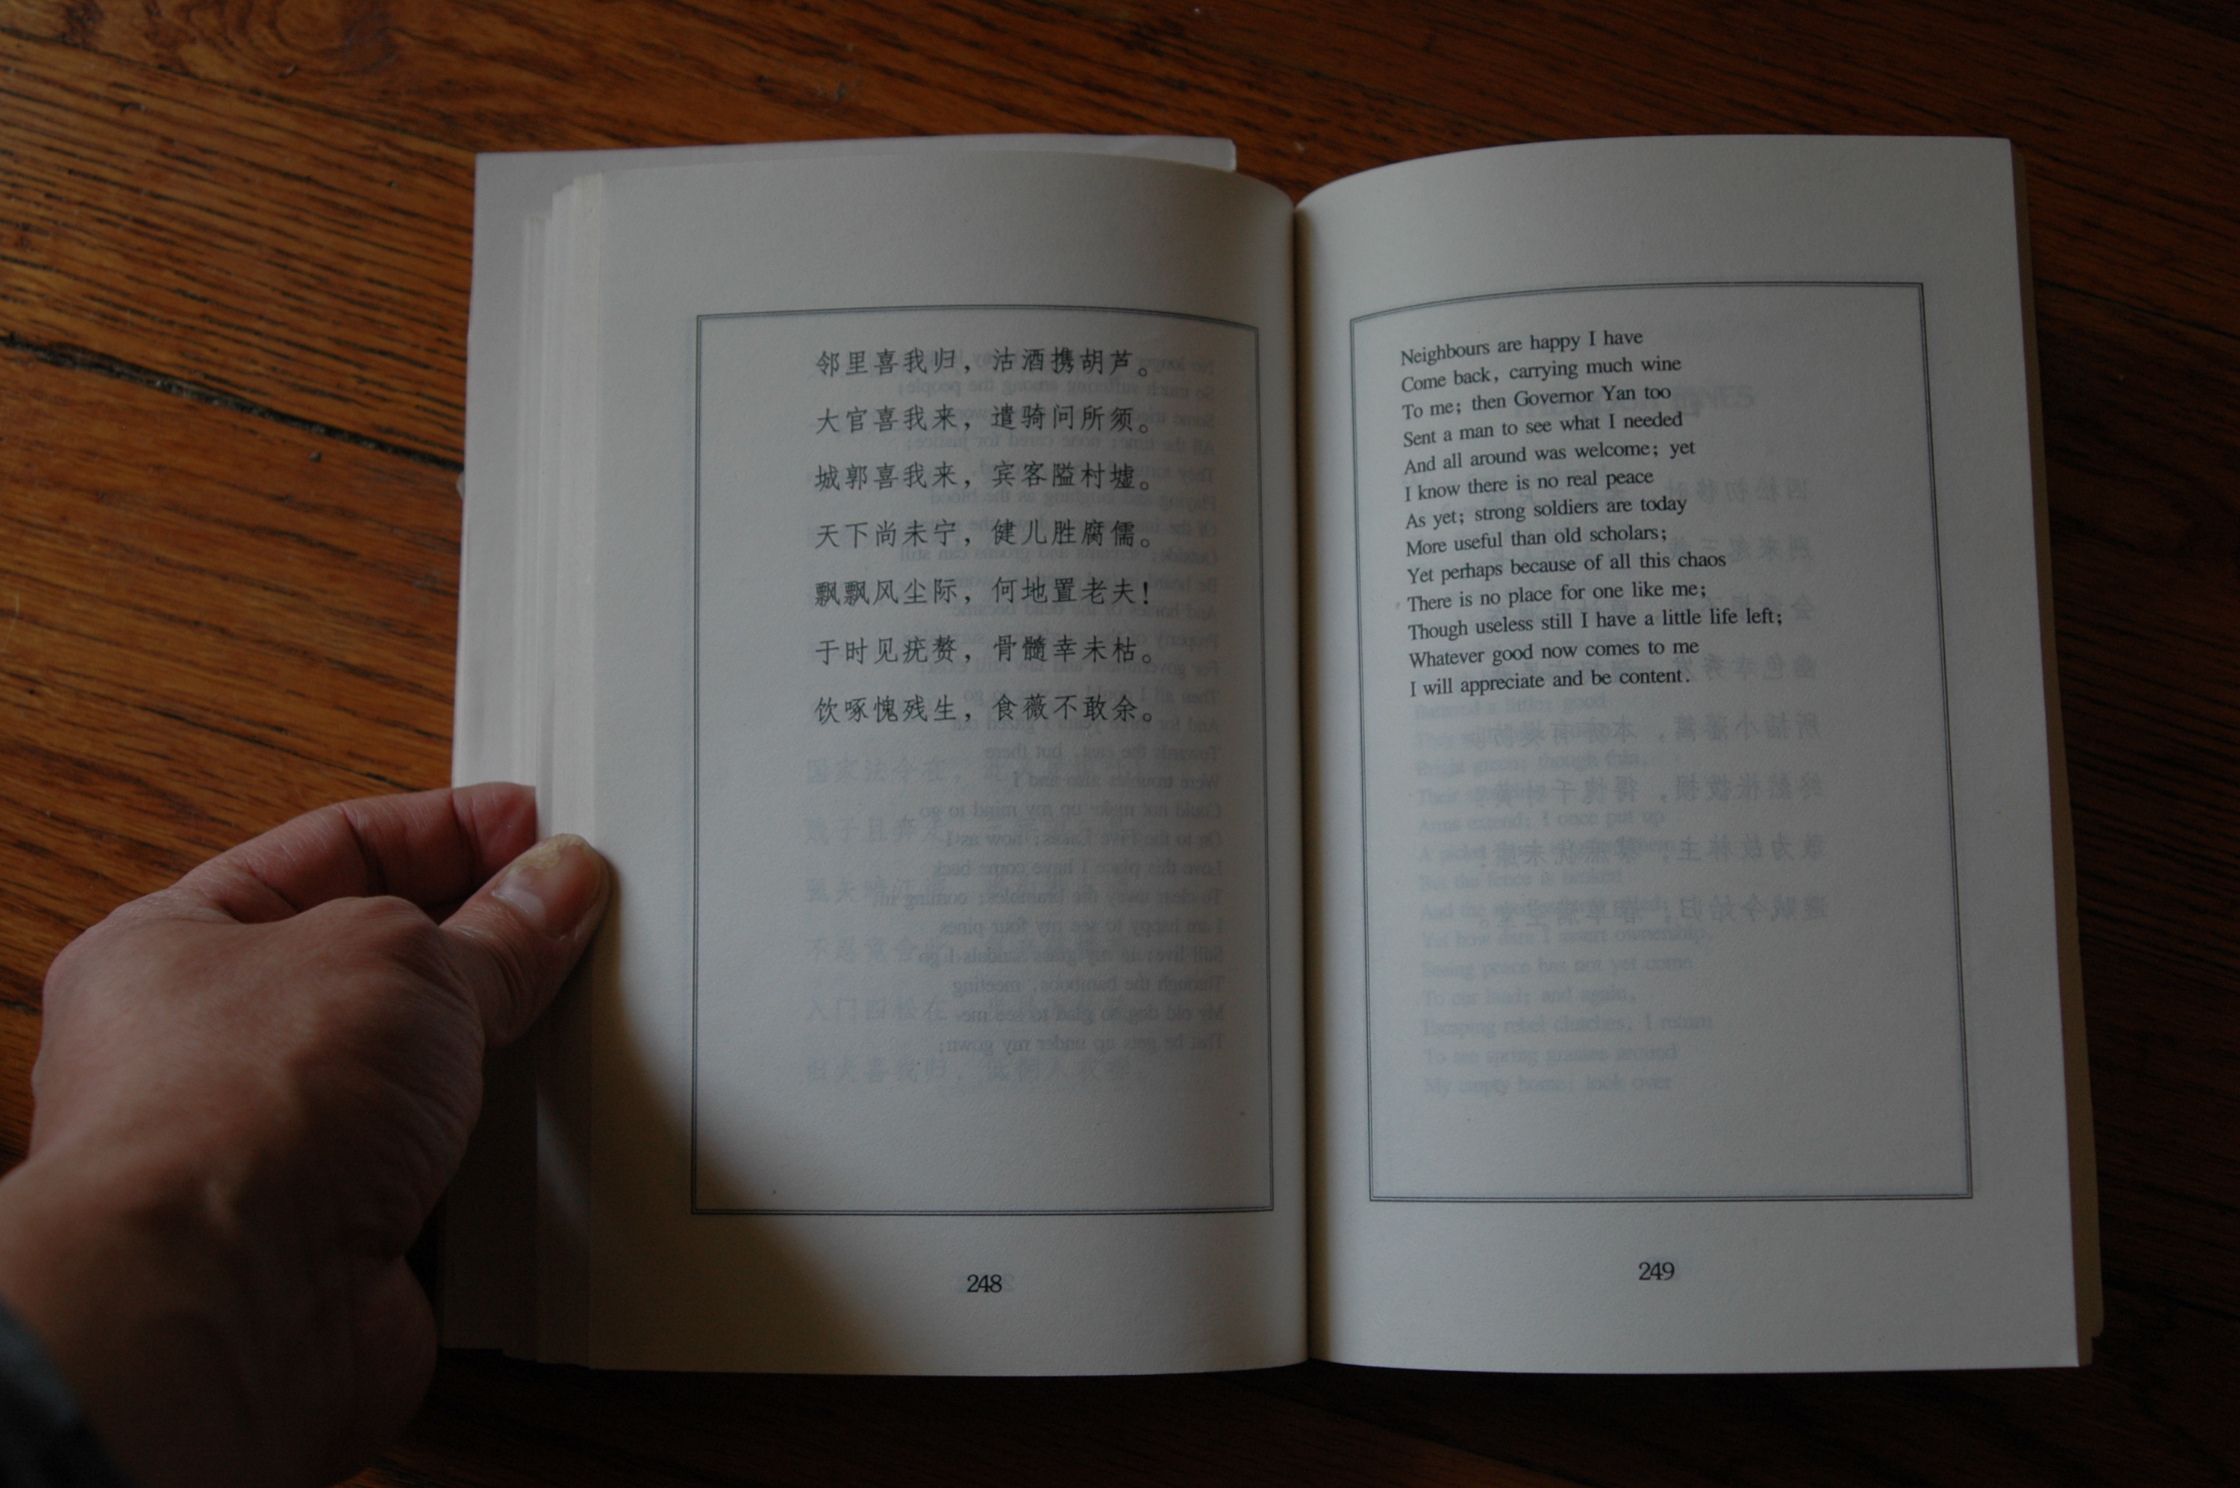 邻里喜我归，沽酒携胡芦。
大官喜我来，遣骑问所须。
城郭喜我来，宾客隘村墟。
天下尚未宁，健儿胜腐儒。
飘飘风尘际，何地置老夫！
于时见疣赘，骨髓幸未枯。
饮啄愧残生，食薇不敢余。
248
Neighbours are happy I have
Come back, carrying much wine
To me; then Governor Yan too
Sent a man to see what I needed
And all around was welcome; yet
I know there is no real peace
As yet; strong soldiers are today
More useful than old scholars;
Yet perhaps because of all this chaos
There is no place for one like me;
Though useless still I have a little life left;
Whatever good now comes to me
I will appreciate and be content.
249